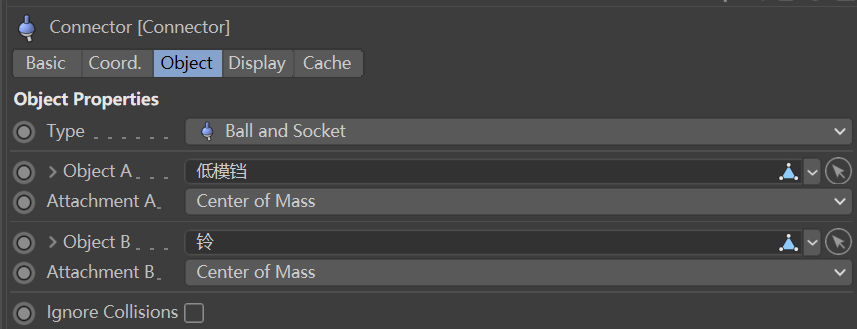 Connector [Connector]
Basic Coord. Object Display Cache
Object Properties
Type Ball and Socket
Object A 低模铛
Attachment A Center of Mass
Object B 铃
Attachment B Center of Mass
Ignore Collisions